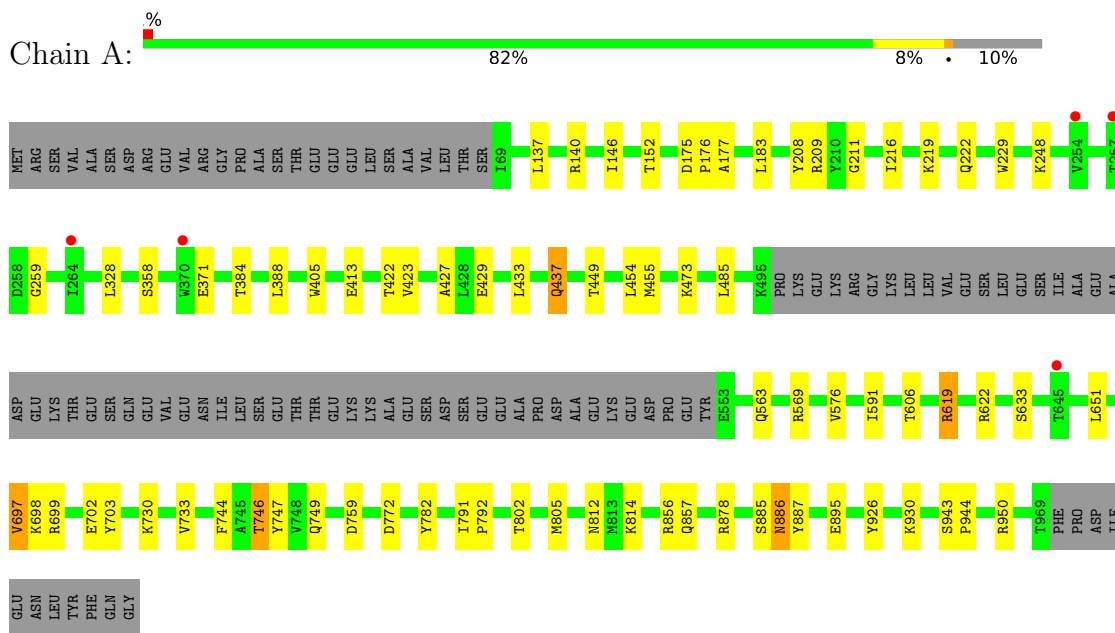 .%
Chain A:
82% 8% • 10%
MET ARG SER VAL ALA SER ASP ARG GLU VAL ARG GLY PRO ALA SER THR GLU GLU GLU LEU SER ALA VAL LEU THR SER I69 L137 R140 I146 T152 D175 P176 A177 L183 Y208 R209 Y210 G211 I216 K219 Q222 W229 K248 V254 T257
D258 G259 I264 L328 S358 W370 E371 T384 L388 W405 E413 T422 V423 A427 L428 E429 L433 Q437 T449 L454 M455 K473 L485 K495 PRO LYS GLU LYS ARG GLY LYS LEU LEU VAL GLU SER LEU GLU SER ILE ALA GLU ALA
ASP GLU LYS THR GLU SER GLN GLU VAL GLU ASN ILE LEU SER GLU THR THR GLU LYS LYS ALA GLU SER ASP SER GLU GLU ALA PRO ASP ALA GLU LYS GLU ASP PRO GLU TYR E553 Q563 R569 V576 I591 T606 R619 R622 S633 T645 L651
V697 K698 R699 E702 Y703 K730 V733 F744 A745 T746 Y747 V748 Q749 D759 D772 Y782 I791 P792 T802 M805 N812 M813 K814 R856 Q857 R878 S885 N886 Y887 E895 Y926 K930 S943 P944 R950 T969 PHE PRO ASP ILE
GLU ASN LEU TYR PHE GLN GLY